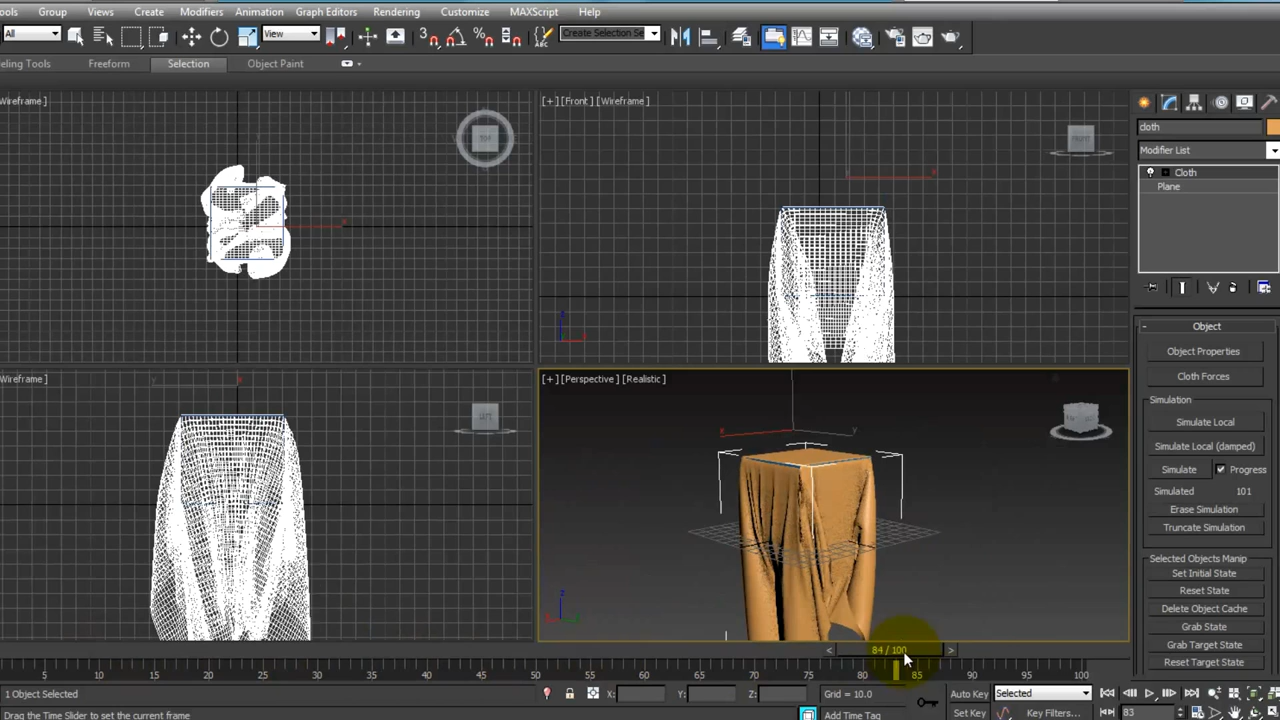 ools Group Views Create Modifiers Animation Graph Editors Rendering Customize MAXScript Help
All View Create Selection Se
eling Tools Freeform Selection Object Paint
Wireframe ]
TOP
[+] [Front] [Wireframe]
FRONT
cloth
Modifier List
Cloth
Plane
Object
Object Properties
Cloth Forces
Simulation
Simulate Local
Simulate Local (damped)
Simulate Progress
Simulated 101
Erase Simulation
Truncate Simulation
Selected Objects Manip
Set Initial State
Reset State
Delete Object Cache
Grab State
Grab Target State
Reset Target State
Wireframe ]
LEFT
[+] [Perspective] [Realistic]
x y
z
< 84 / 100 >
5 10 15 20 25 30 35 40 45 50 55 60 65 70 75 80 85 90 95 100
1 Object Selected X: Y: Z: Grid = 10.0 Auto Key Selected
Drag the Time Slider to set the current frame Add Time Tag Set Key Key Filters... 83